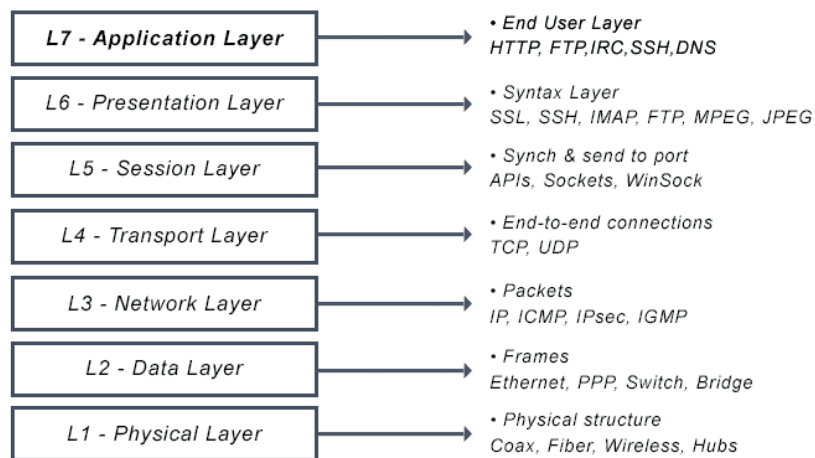 L7 - Application Layer
• End User Layer
HTTP, FTP,IRC,SSH,DNS
L6 - Presentation Layer
• Syntax Layer
SSL, SSH, IMAP, FTP, MPEG, JPEG
L5 - Session Layer
• Synch & send to port
APIs, Sockets, WinSock
L4 - Transport Layer
• End-to-end connections
TCP, UDP
L3 - Network Layer
• Packets
IP, ICMP, IPsec, IGMP
L2 - Data Layer
• Frames
Ethernet, PPP, Switch, Bridge
L1 - Physical Layer
• Physical structure
Coax, Fiber, Wireless, Hubs